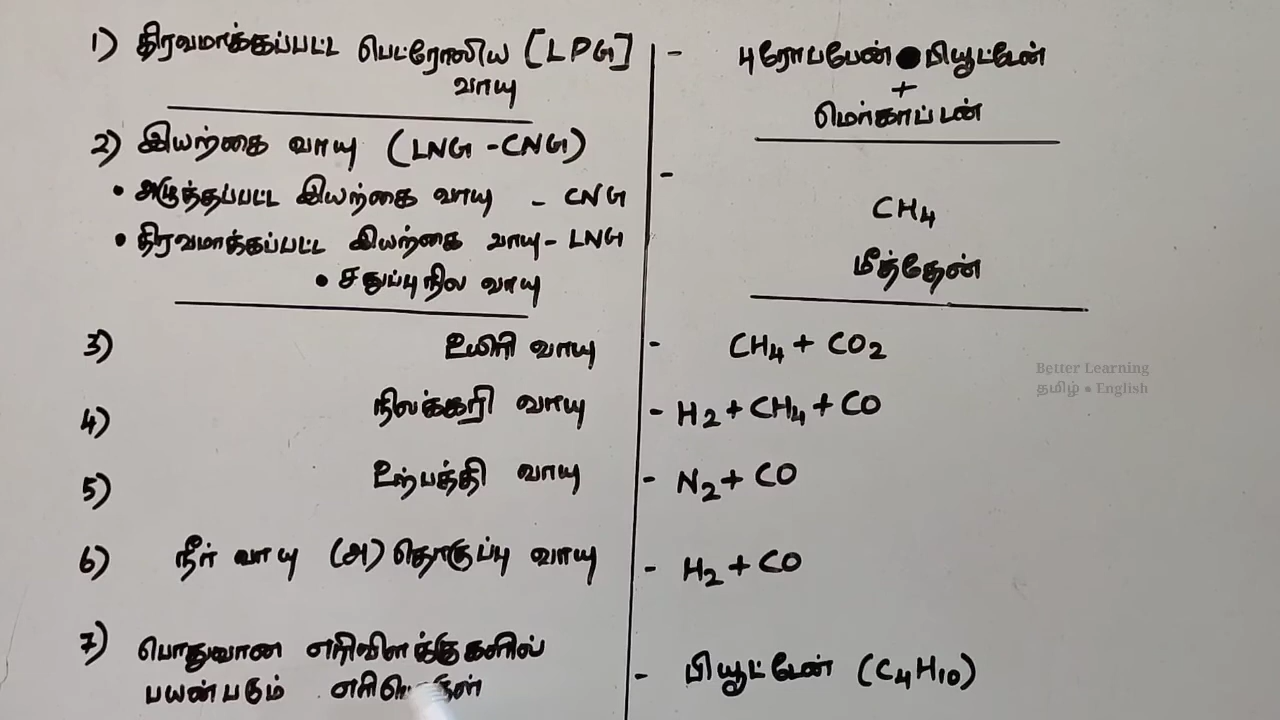 1) திரவமாக்கப்பட்ட பெட்ரோலிய [LPG] - புரோபபேன் பியூட்டேன்
வாயு +
மெர்காப்டன்
2) இயற்கை வாயு (LNG - CNG) -
• அழுத்தப்பட்ட இயற்கை வாயு - CNG
CH4
• திரவமாக்கப்பட்ட இயற்கை வாயு - LNG
மீத்தேன்
• சதுப்பு நில வாயு
3) உயிரி வாயு - CH4 + CO2
Better Learning
தமிழ் • English
4) நிலக்கரி வாயு - H2 + CH4 + CO
5) உற்பத்தி வாயு - N2 + CO
6) நீர் வாயு (அ) தொகுப்பு வாயு - H2 + CO
7) பொதுவான எரிவிளக்குகளில்
பயன்படும் - பியூட்டேன் (C4H10)